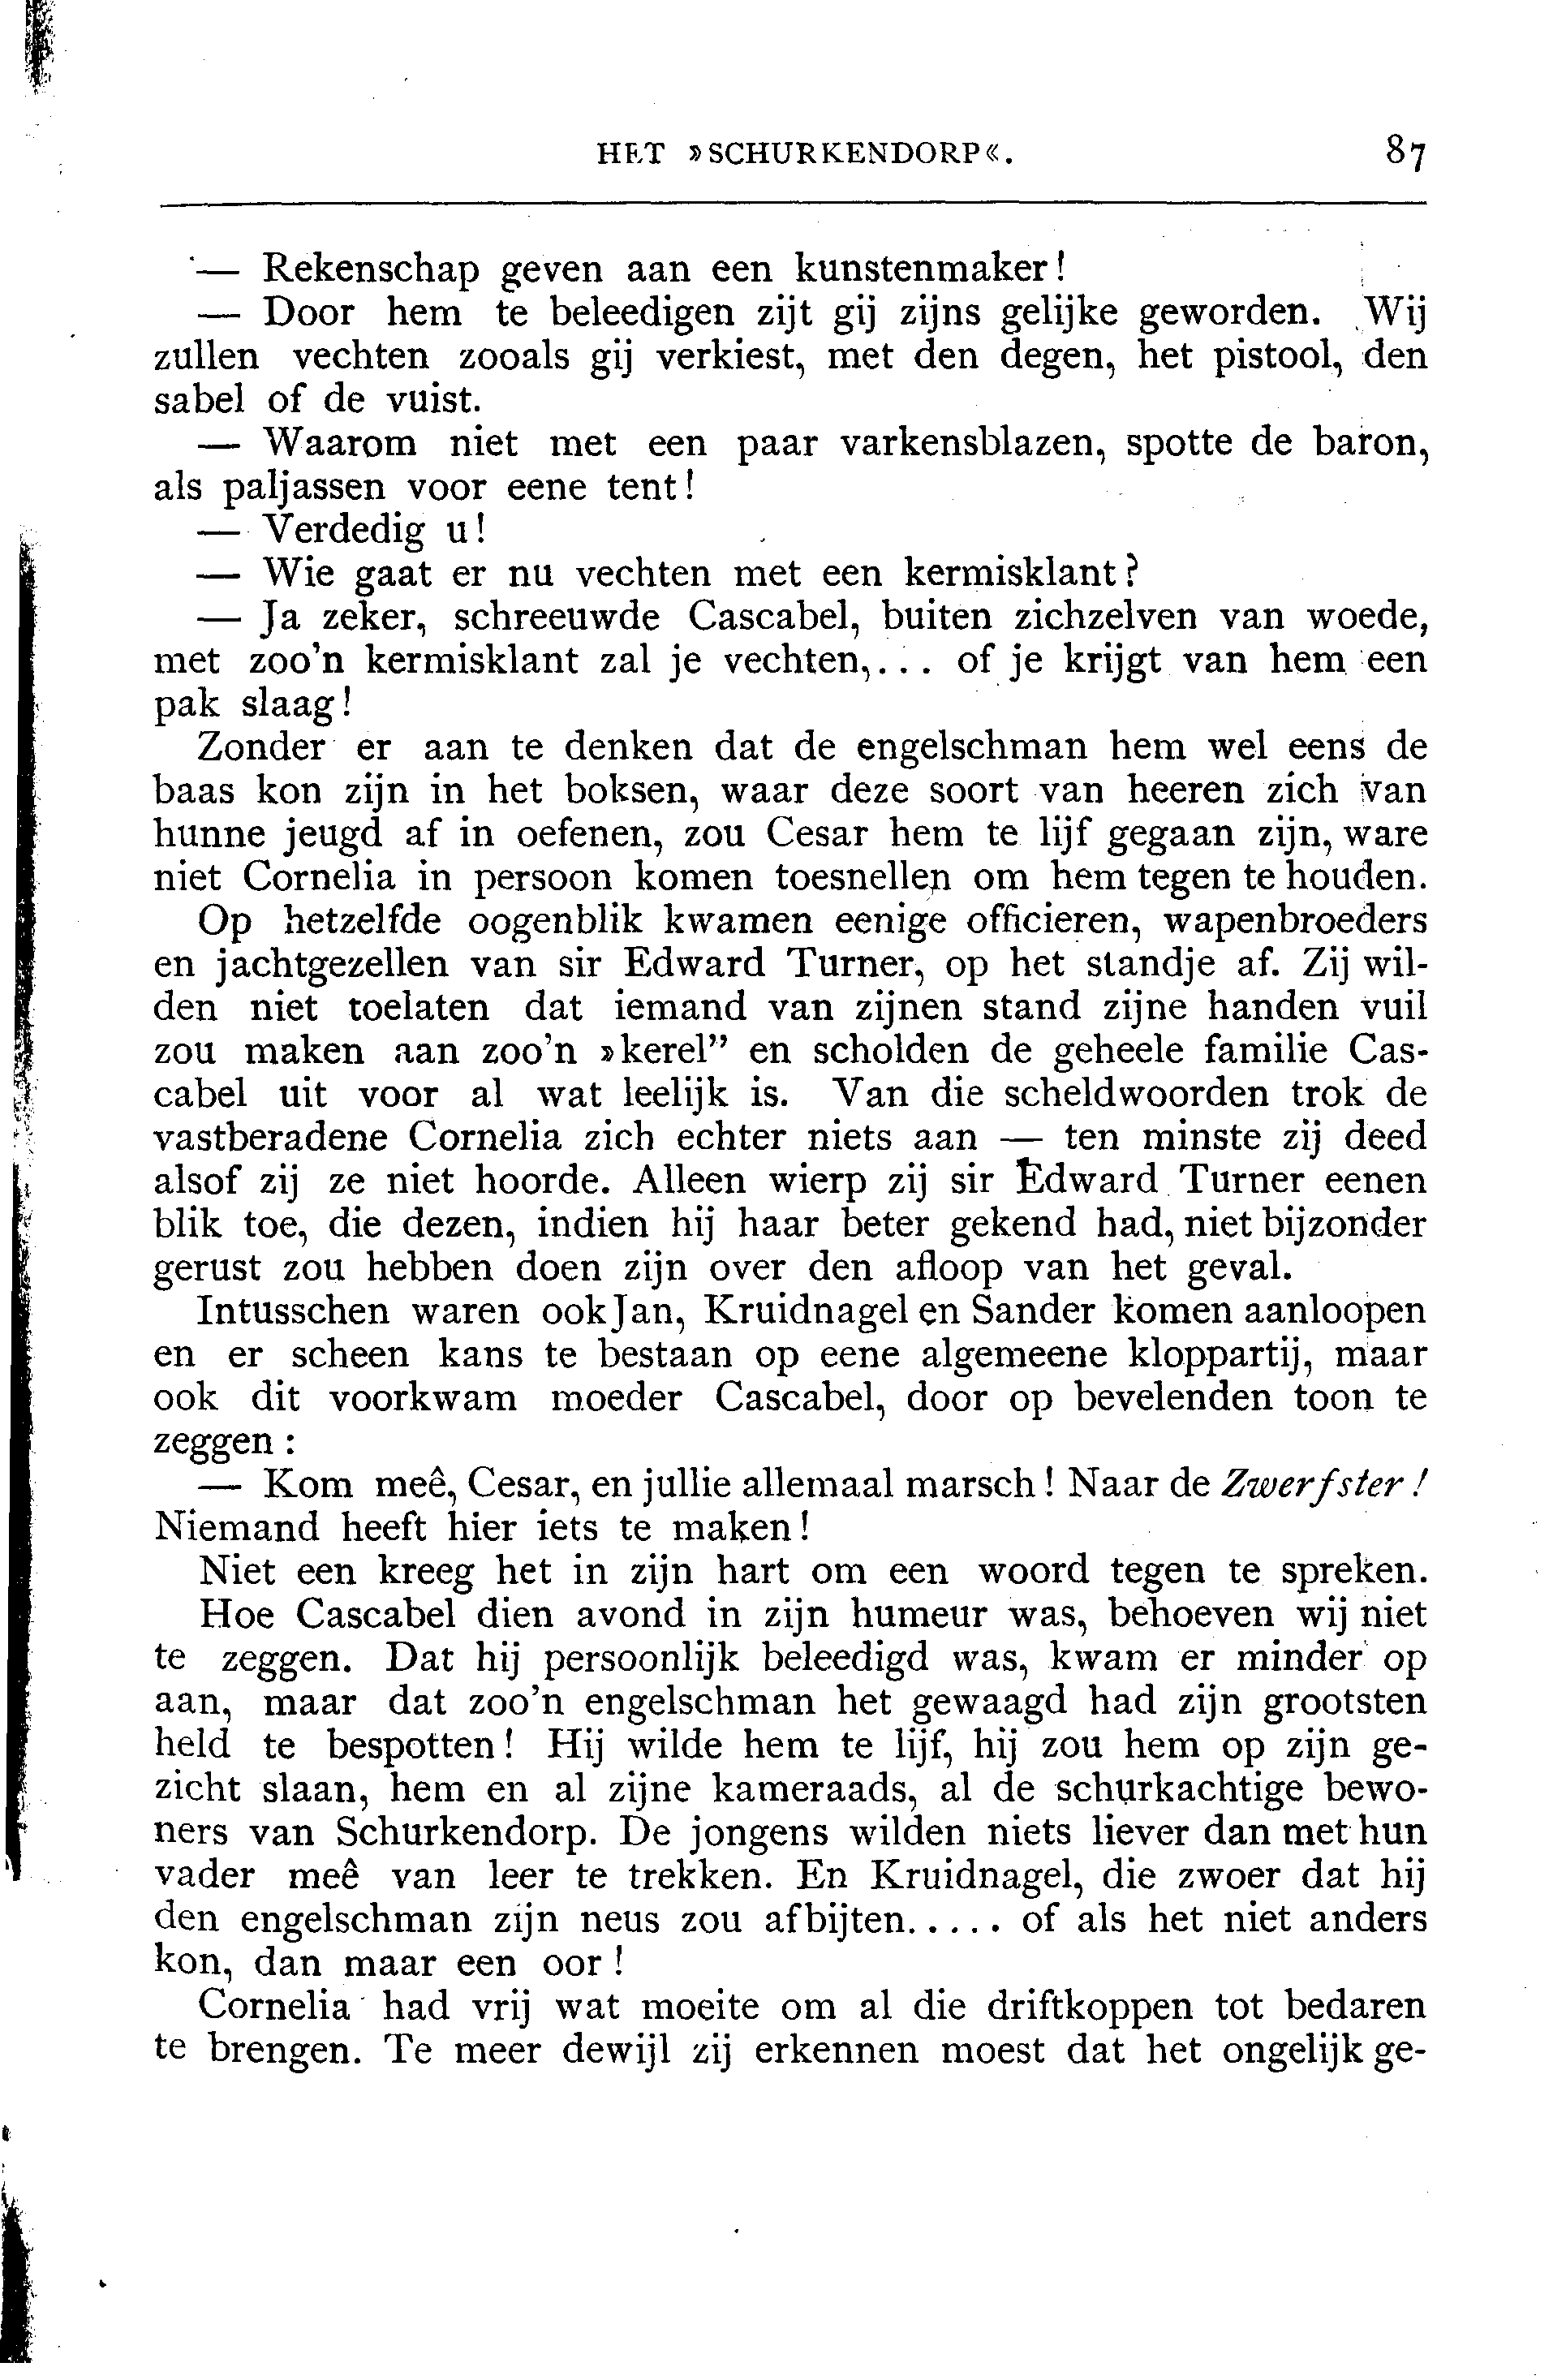 HET »SCHURKENDORP«. 87
— Rekenschap geven aan een kunstenmaker!
— Door hem te beleedigen zijt gij zijns gelijke geworden. Wij
zullen vechten zooals gij verkiest, met den degen, het pistool, den
sabel of de vuist.
— Waarom niet met een paar varkensblazen, spotte de baron,
als paljassen voor eene tent!
— Verdedig u!
— Wie gaat er nu vechten met een kermisklant?
— Ja zeker, schreeuwde Cascabel, buiten zichzelven van woede,
met zoo'n kermisklant zal je vechten,... of je krijgt van hem een
pak slaag!
Zonder er aan te denken dat de engelschman hem wel eens de
baas kon zijn in het boksen, waar deze soort van heeren zich van
hunne jeugd af in oefenen, zou Cesar hem te lijf gegaan zijn, ware
niet Cornelia in persoon komen toesnellen om hem tegen te houden.
Op hetzelfde oogenblik kwamen eenige officieren, wapenbroeders
en jachtgezellen van sir Edward Turner, op het standje af. Zij wil-
den niet toelaten dat iemand van zijnen stand zijne handen vuil
zou maken aan zoo'n »kerel” en scholden de geheele familie Cas-
cabel uit voor al wat leelijk is. Van die scheldwoorden trok de
vastberadene Cornelia zich echter niets aan — ten minste zij deed
alsof zij ze niet hoorde. Alleen wierp zij sir Edward Turner eenen
blik toe, die dezen, indien hij haar beter gekend had, niet bijzonder
gerust zou hebben doen zijn over den afloop van het geval.
Intusschen waren ook Jan, Kruidnagel en Sander komen aanloopen
en er scheen kans te bestaan op eene algemeene kloppartij, maar
ook dit voorkwam moeder Cascabel, door op bevelenden toon te
zeggen:
— Kom meê, Cesar, en jullie allemaal marsch! Naar de Zwerfster!
Niemand heeft hier iets te maken!
Niet een kreeg het in zijn hart om een woord tegen te spreken.
Hoe Cascabel dien avond in zijn humeur was, behoeven wij niet
te zeggen. Dat hij persoonlijk beleedigd was, kwam er minder op
aan, maar dat zoo'n engelschman het gewaagd had zijn grootsten
held te bespotten! Hij wilde hem te lijf, hij zou hem op zijn ge-
zicht slaan, hem en al zijne kameraads, al de schurkachtige bewo-
ners van Schurkendorp. De jongens wilden niets liever dan met hun
vader meê van leer te trekken. En Kruidnagel, die zwoer dat hij
den engelschman zijn neus zou afbijten..... of als het niet anders
kon, dan maar een oor!
Cornelia had vrij wat moeite om al die driftkoppen tot bedaren
te brengen. Te meer dewijl zij erkennen moest dat het ongelijk ge-